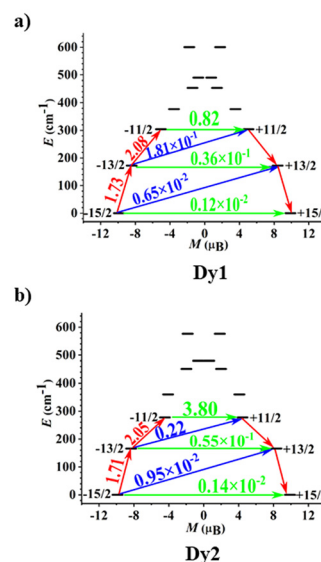 a)
E (cm⁻¹)
600
500
400
300
200
100
0
-11/2 0.82 +11/2
2.08 1.81×10⁻¹
-13/2 0.36×10⁻¹ +13/2
1.73 0.65×10⁻²
-15/2 0.12×10⁻² +15/
-12 -8 -4 0 4 8 12
M (μB)
Dy1
b)
E (cm⁻¹)
600
500
400
300
200
100
0
-11/2 3.80 +11/2
2.05 0.22
-13/2 0.55×10⁻¹ +13/2
1.71 0.95×10⁻²
-15/2 0.14×10⁻² +15/
-12 -8 -4 0 4 8 12
M (μB)
Dy2